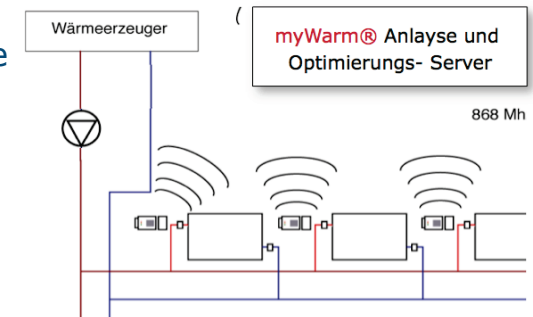 Wärmeerzeuger
(
myWarm® Anlayse und
Optimierungs- Server
e
868 Mh